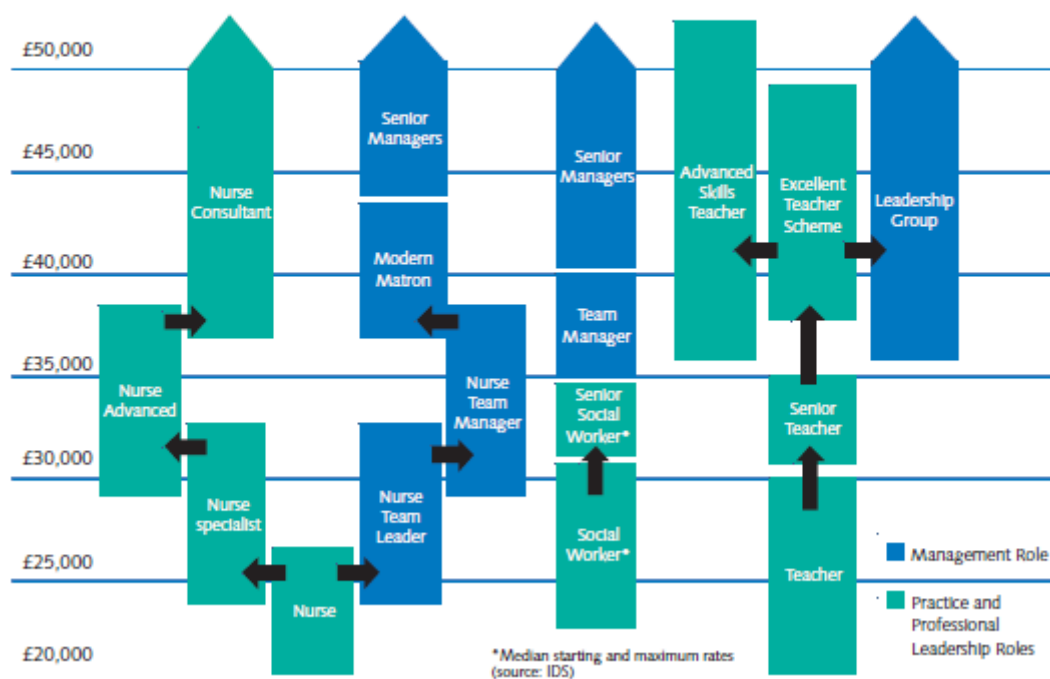 £50,000
£45,000
£40,000
£35,000
£30,000
£25,000
£20,000
Nurse
Consultant
Nurse
Advanced
Nurse
specialist
Nurse
Senior
Managers
Modern
Matron
Nurse
Team
Manager
Nurse
Team
Leader
Senior
Managers
Team
Manager
Senior
Social
Worker*
Social
Worker*
Advanced
Skills
Teacher
Excellent
Teacher
Scheme
Leadership
Group
Senior
Teacher
Teacher
Management Role
Practice and
Professional
Leadership Roles
*Median starting and maximum rates
(source: IDS)